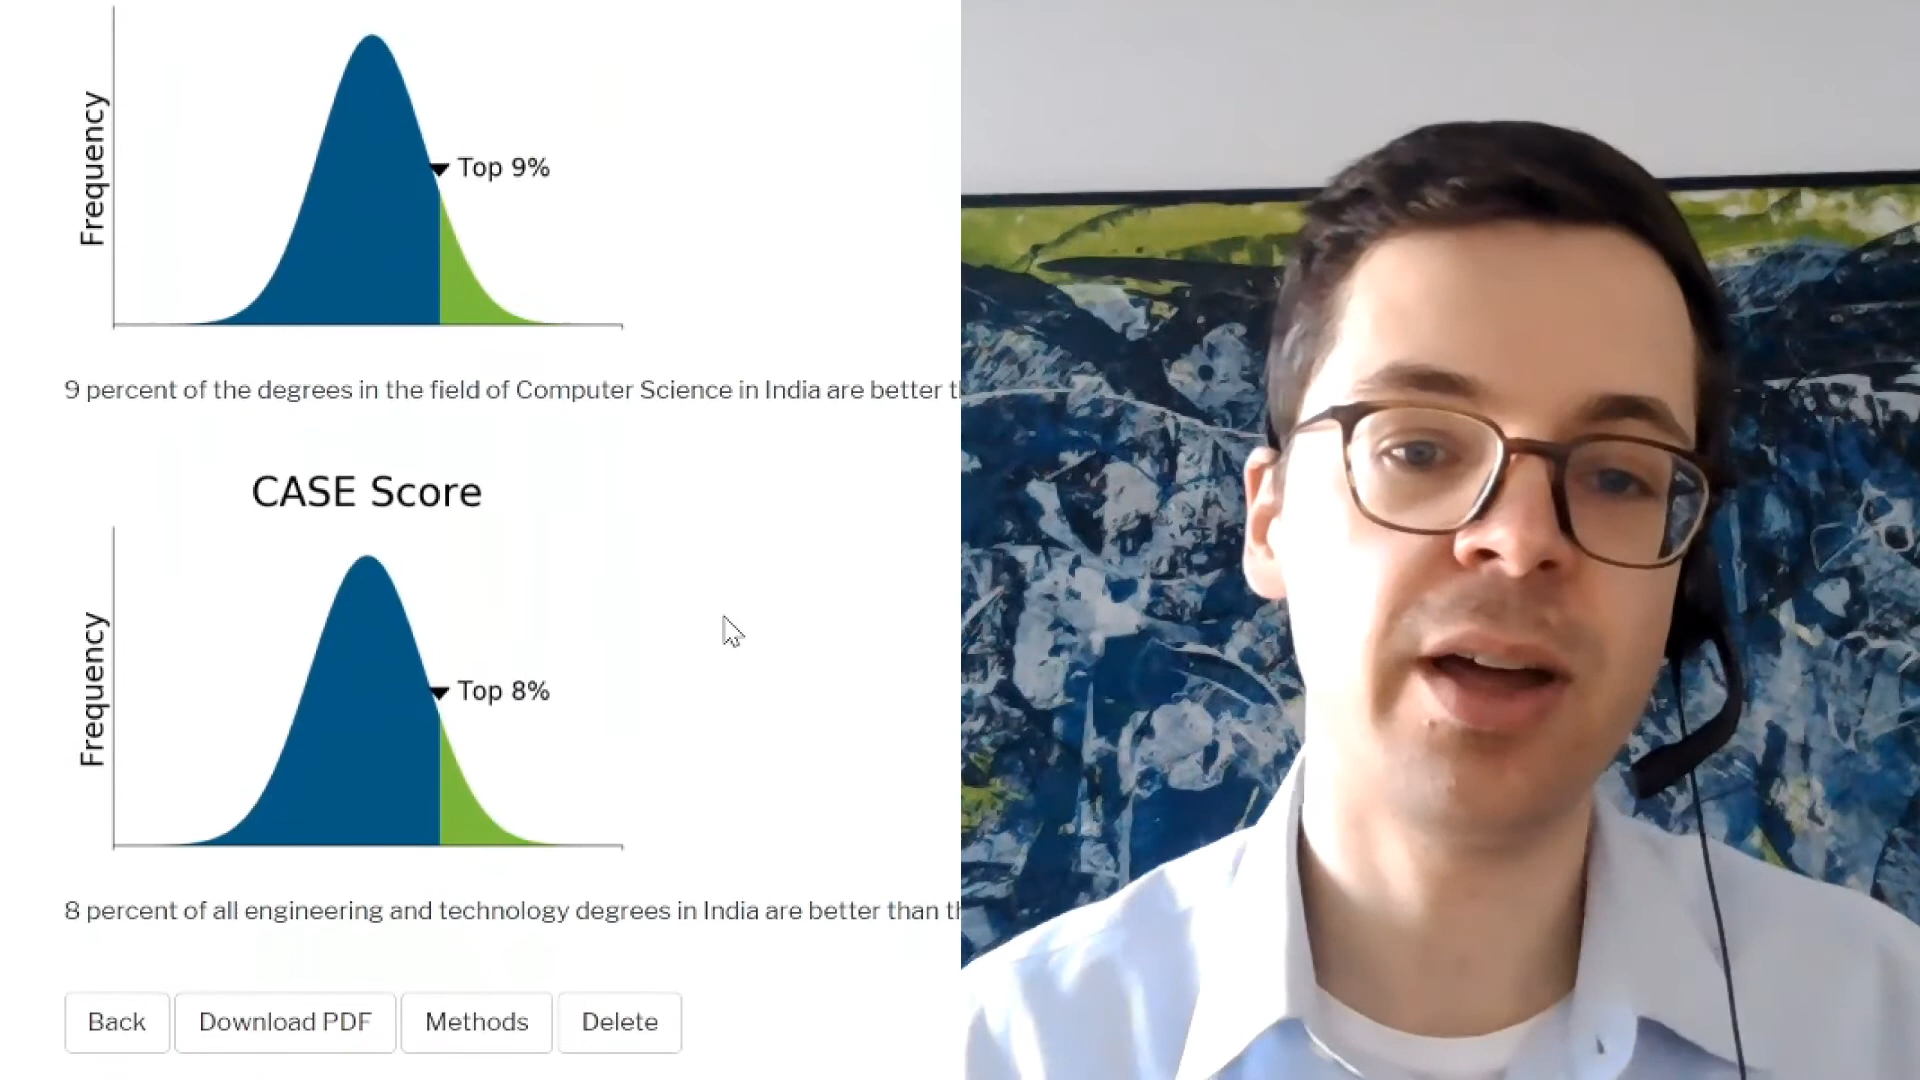 Frequency
Top 9%
9 percent of the degrees in the field of Computer Science in India are better
CASE Score
Frequency
Top 8%
8 percent of all engineering and technology degrees in India are better than
Back
Download PDF
Methods
Delete